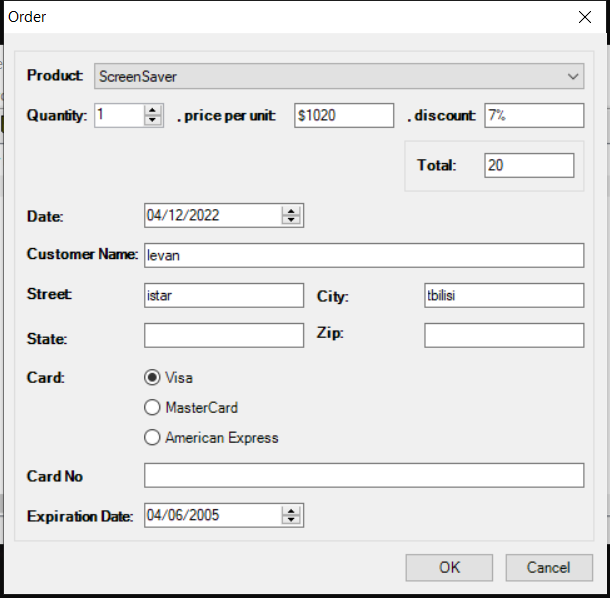 Order
Product: ScreenSaver
Quantity: 1 . price per unit: $1020 . discount: 7%
Total: 20
Date: 04/12/2022
Customer Name: levan
Street: istar City: tbilisi
State: Zip:
Card: Visa
MasterCard
American Express
Card No
Expiration Date: 04/06/2005
OK Cancel